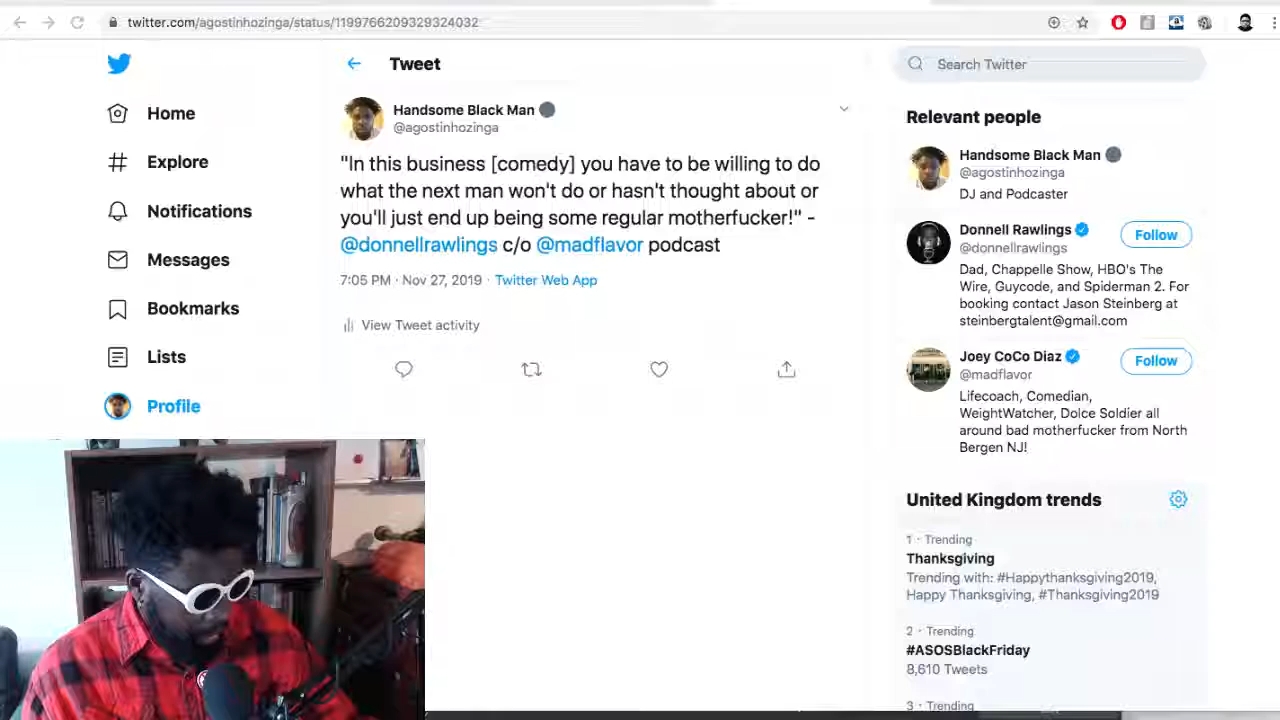 twitter.com/agostinhozinga/status/1199766209329324032
Tweet
Search Twitter
Home
Explore
Notifications
Messages
Bookmarks
Lists
Profile
Handsome Black Man
@agostinhozinga
"In this business [comedy] you have to be willing to do
what the next man won't do or hasn't thought about or
you'll just end up being some regular motherfucker!" -
@donnellrawlings c/o @madflavor podcast
7:05 PM · Nov 27, 2019 · Twitter Web App
View Tweet activity
Relevant people
Handsome Black Man
@agostinhozinga
DJ and Podcaster
Donnell Rawlings
@donnellrawlings
Follow
Dad, Chappelle Show, HBO's The
Wire, Guycode, and Spiderman 2. For
booking contact Jason Steinberg at
steinbergtalent@gmail.com
Joey CoCo Diaz
@madflavor
Follow
Lifecoach, Comedian,
WeightWatcher, Dolce Soldier all
around bad motherfucker from North
Bergen NJ!
United Kingdom trends
1 · Trending
Thanksgiving
Trending with: #Happythanksgiving2019,
Happy Thanksgiving, #Thanksgiving2019
2 · Trending
#ASOSBlackFriday
8,610 Tweets
3 · Trending